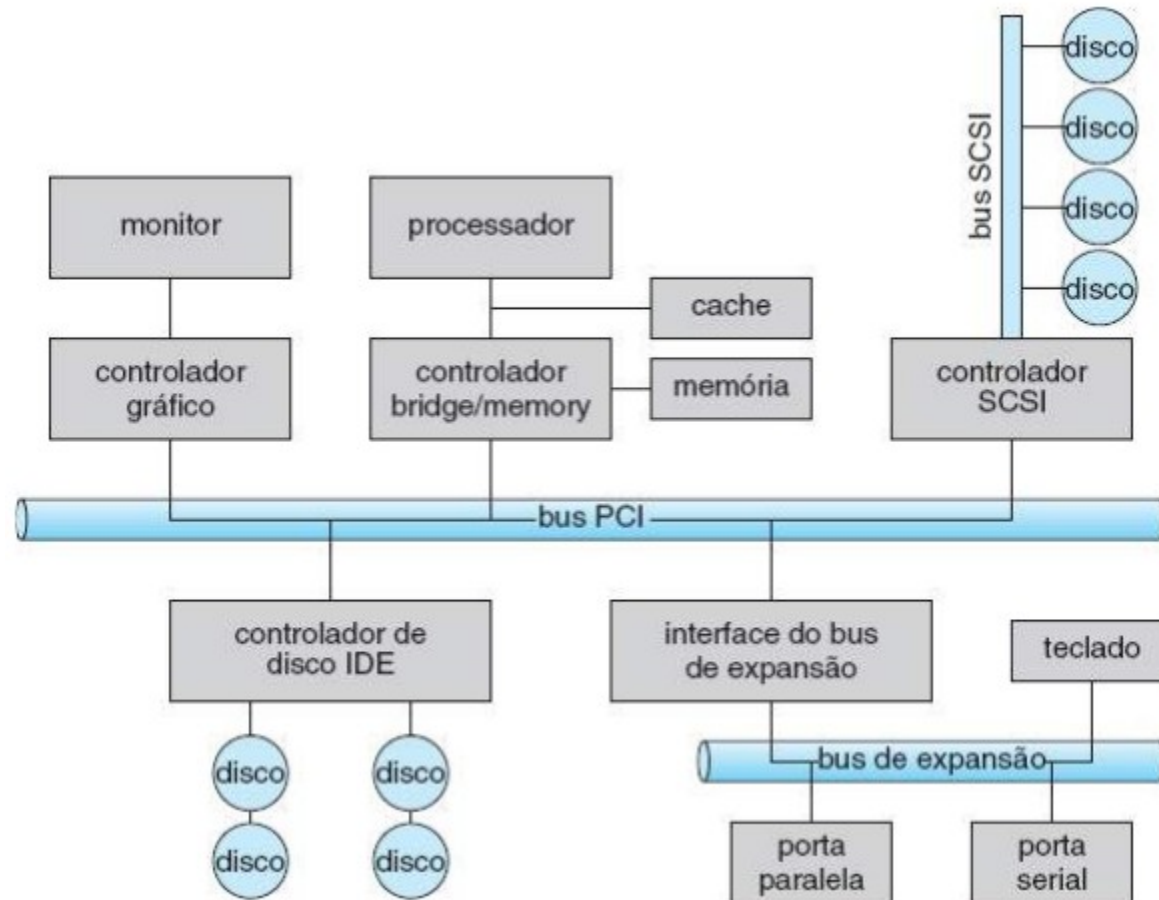 disco
disco
disco
disco
bus SCSI
monitor
processador
cache
controlador
gráfico
controlador
bridge/memory
memória
controlador
SCSI
bus PCI
controlador de
disco IDE
interface do bus
de expansão
teclado
disco
disco
bus de expansão
disco
disco
porta
paralela
porta
serial